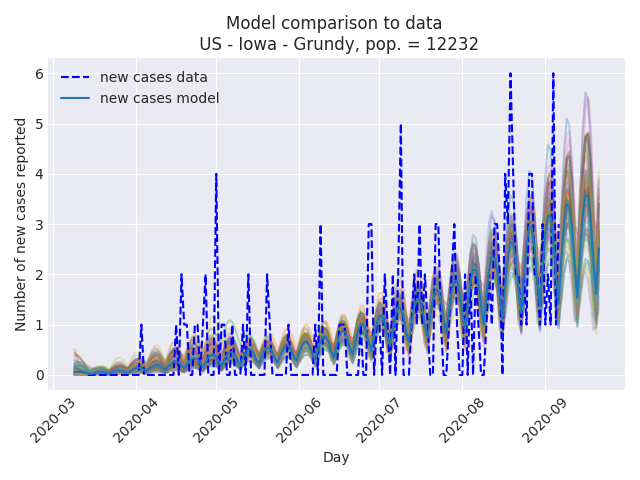 Model comparison to data
US - Iowa - Grundy, pop. = 12232
new cases data
new cases model
Number of new cases reported
6
5
4
3
2
1
0
2020-03
2020-04
2020-05
2020-06
2020-07
2020-08
2020-09
Day